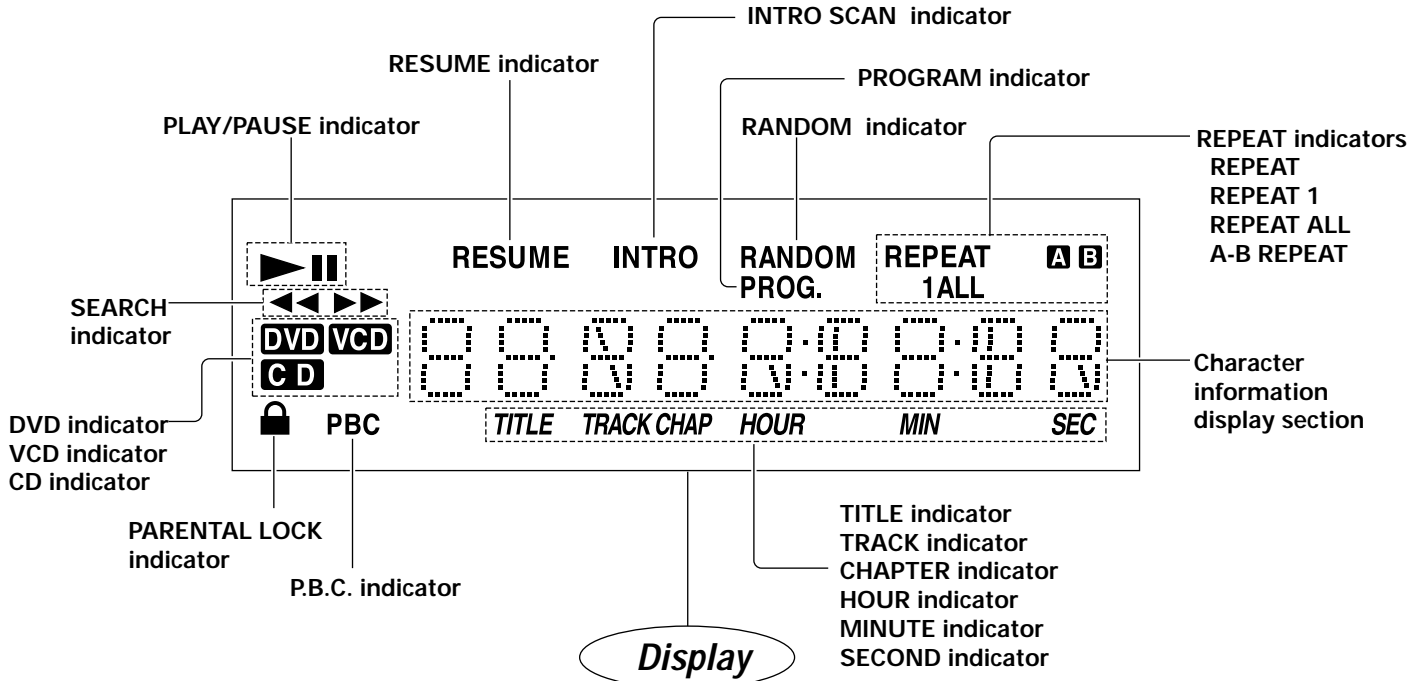 INTRO SCAN indicator
RESUME indicator
PROGRAM indicator
PLAY/PAUSE indicator
RANDOM indicator
REPEAT indicators
REPEAT
REPEAT 1
REPEAT ALL
A-B REPEAT
RESUME INTRO RANDOM REPEAT A B
PROG. 1ALL
SEARCH
indicator
DVD VCD
CD
Character
information
display section
DVD indicator
VCD indicator
CD indicator
PBC TITLE TRACK CHAP HOUR MIN SEC
PARENTAL LOCK
indicator
P.B.C. indicator
TITLE indicator
TRACK indicator
CHAPTER indicator
HOUR indicator
MINUTE indicator
SECOND indicator
Display